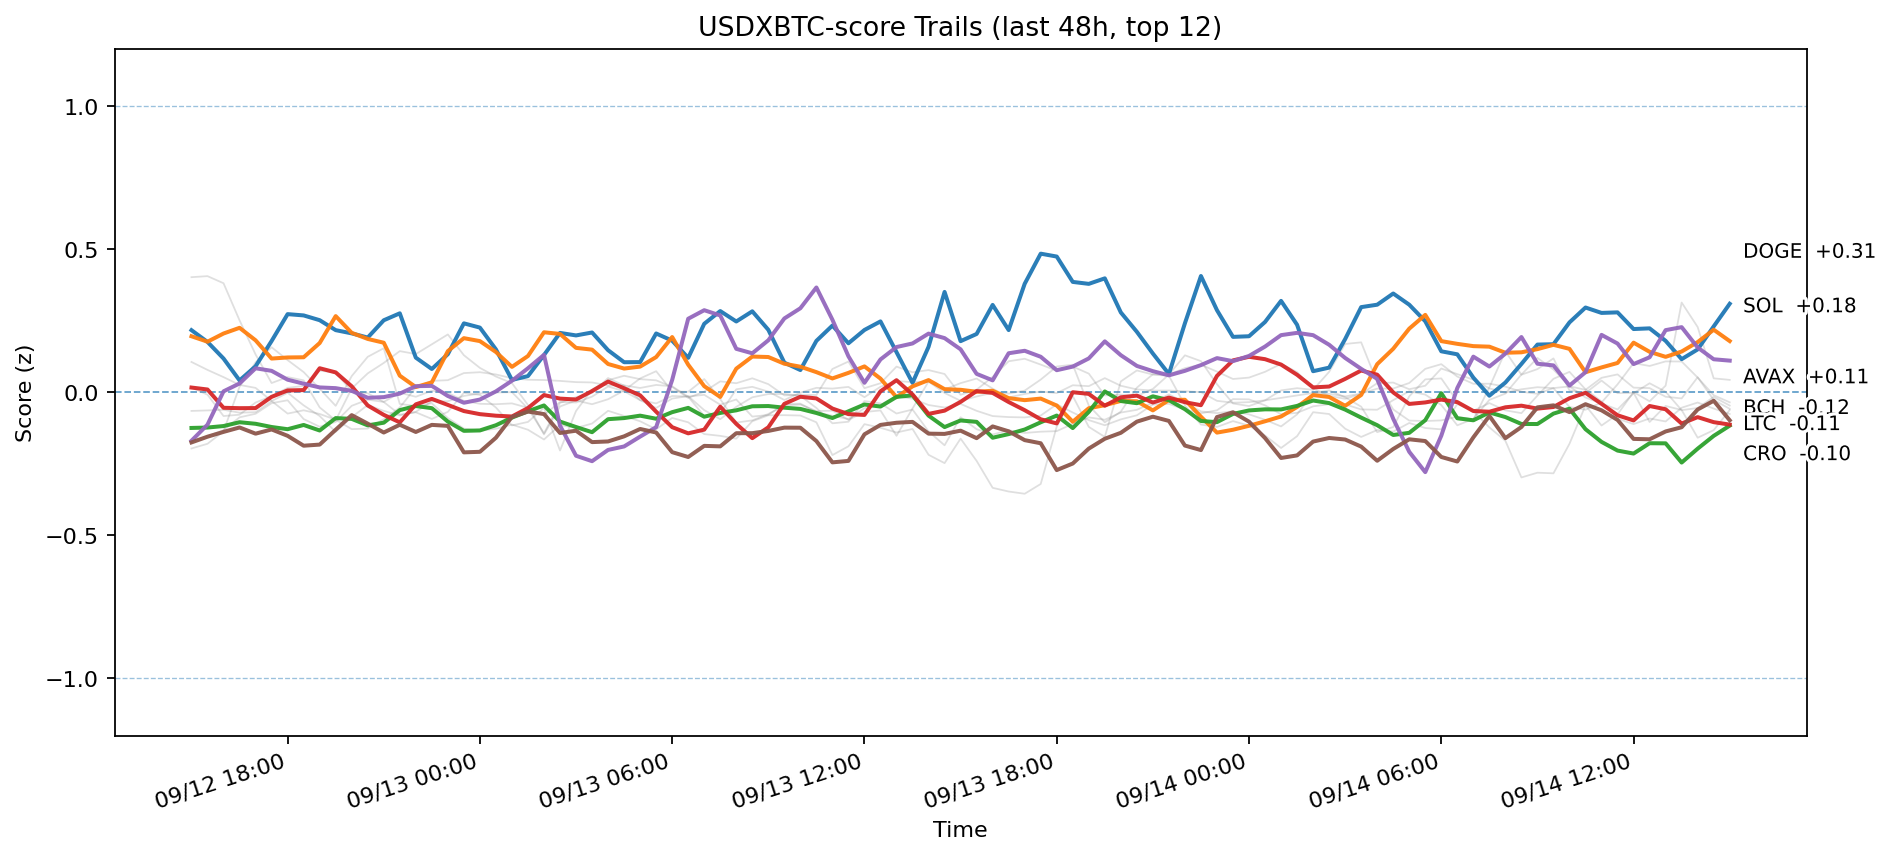 USDXBTC-score Trails (last 48h, top 12)
Score (z)
1.0
0.5
0.0
−0.5
−1.0
DOGE +0.31
SOL +0.18
AVAX +0.11
BCH -0.12
LTC -0.11
CRO -0.10
09/12 18:00
09/13 00:00
09/13 06:00
09/13 12:00
09/13 18:00
09/14 00:00
09/14 06:00
09/14 12:00
Time